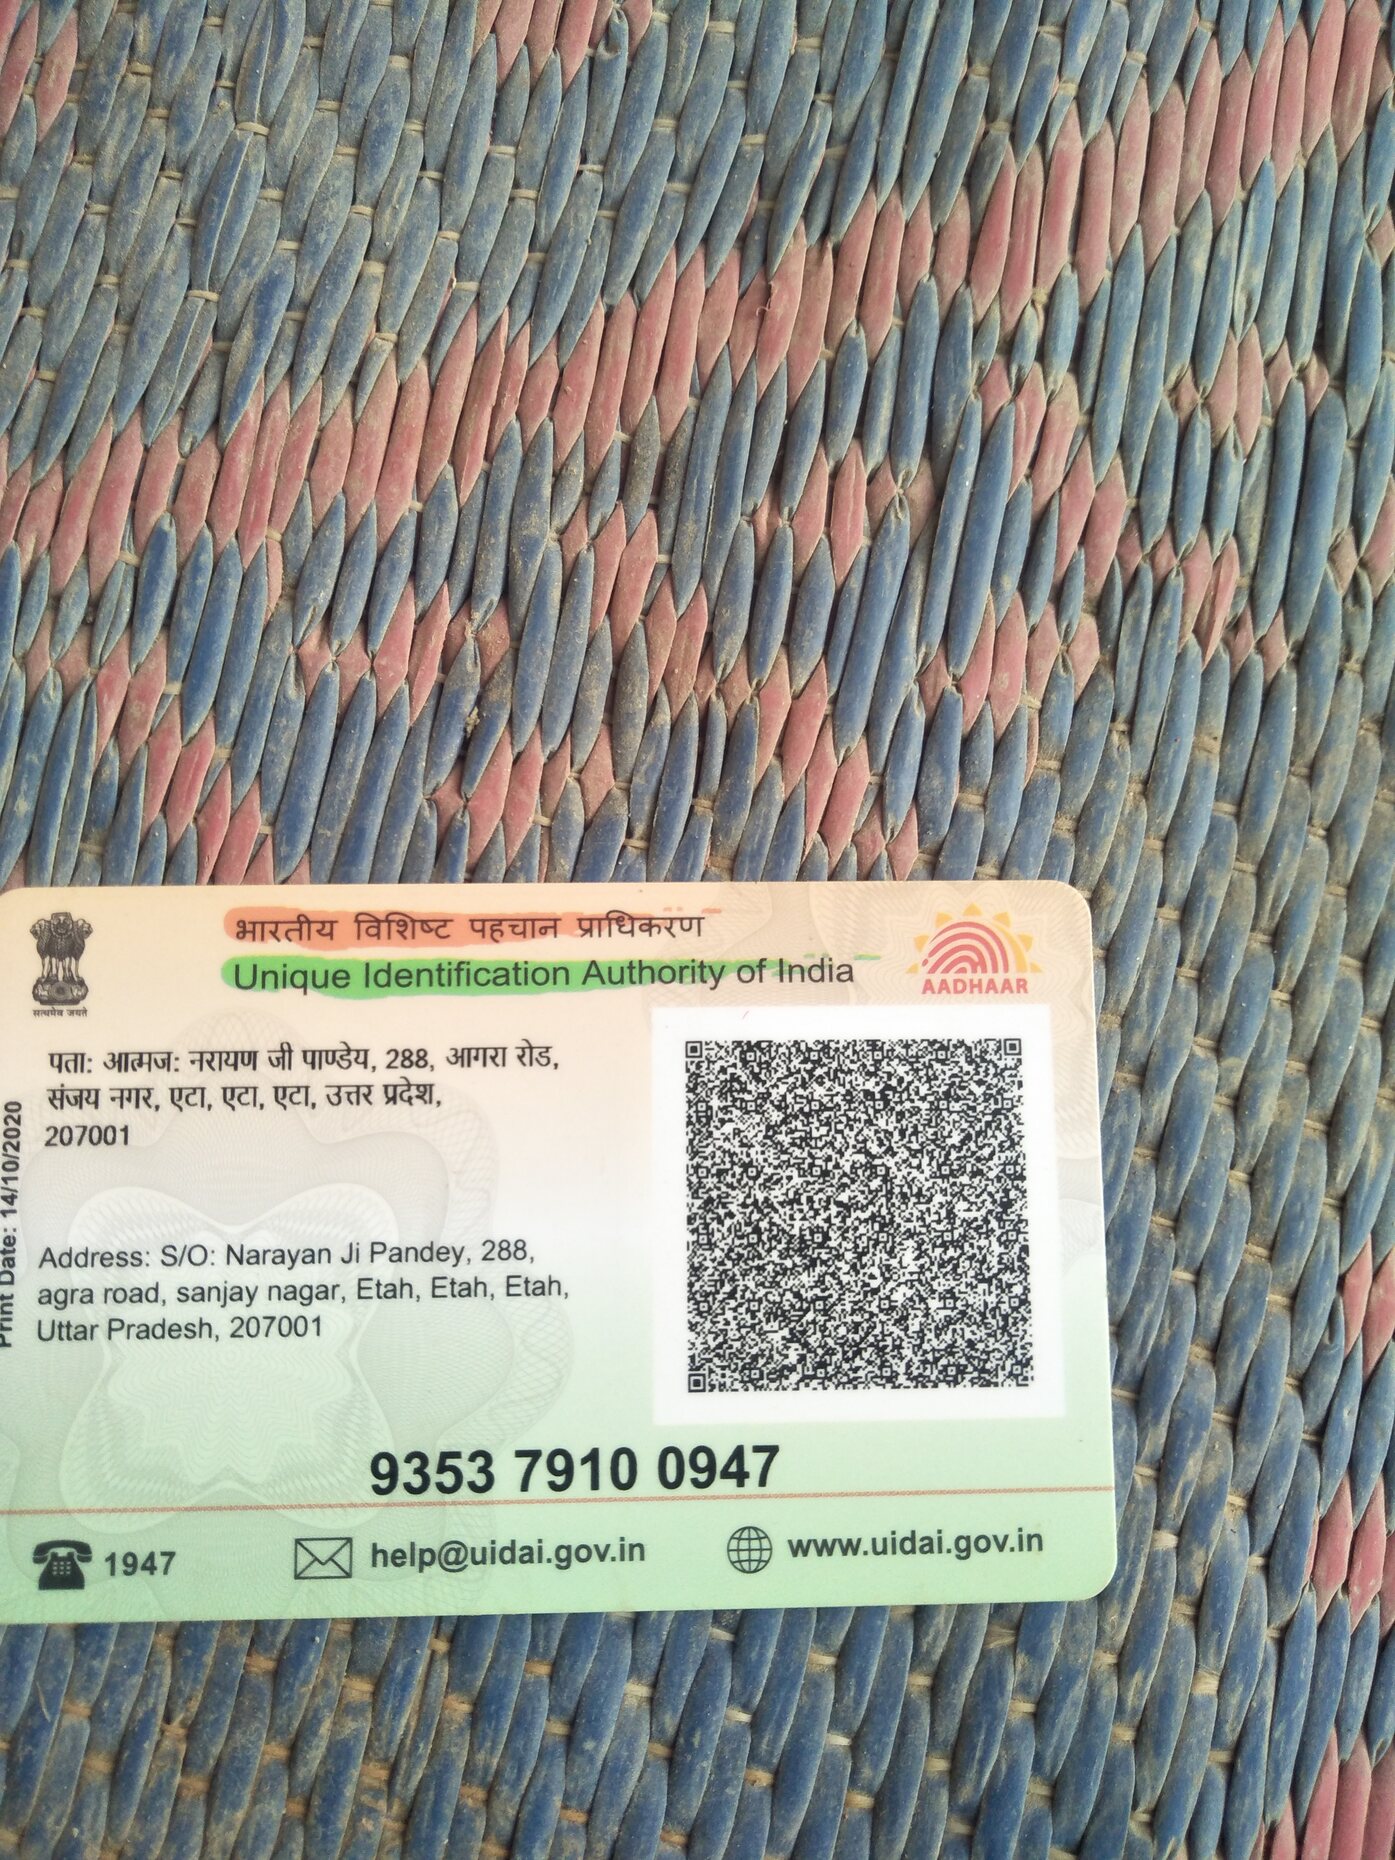 भारतीय विशिष्ट पहचान प्राधिकरण
Unique Identification Authority of India
AADHAAR
सत्यमेव जयते
पता: आत्मज: नरायण जी पाण्डेय, 288, आगरा रोड,
संजय नगर, एटा, एटा, एटा, उत्तर प्रदेश,
207001
Print Date: 14/10/2020
Address: S/O: Narayan Ji Pandey, 288,
agra road, sanjay nagar, Etah, Etah, Etah,
Uttar Pradesh, 207001
9353 7910 0947
1947
help@uidai.gov.in
www.uidai.gov.in